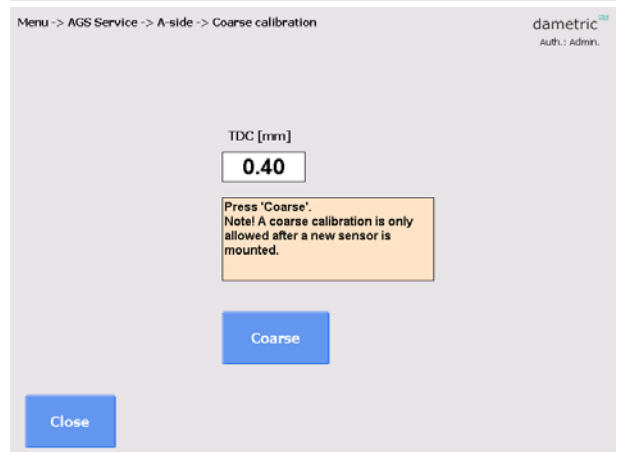 Menu -> AGS Service -> A-side -> Coarse calibration
dametric
Auth.: Admin.
TDC [mm]
0.40
Press 'Coarse'.
Note! A coarse calibration is only
allowed after a new sensor is
mounted.
Coarse
Close